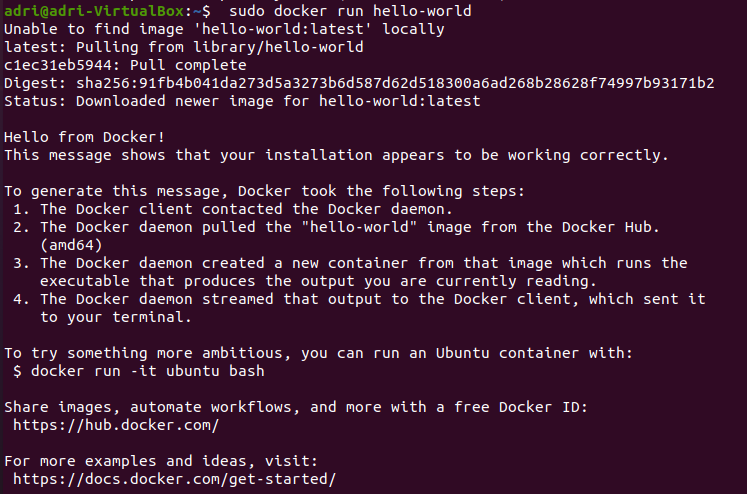 adri@adri-VirtualBox:~$  sudo docker run hello-world
Unable to find image 'hello-world:latest' locally
latest: Pulling from library/hello-world
c1ec31eb5944: Pull complete
Digest: sha256:91fb4b041da273d5a3273b6d587d62d518300a6ad268b28628f74997b93171b2
Status: Downloaded newer image for hello-world:latest

Hello from Docker!
This message shows that your installation appears to be working correctly.

To generate this message, Docker took the following steps:
 1. The Docker client contacted the Docker daemon.
 2. The Docker daemon pulled the "hello-world" image from the Docker Hub.
    (amd64)
 3. The Docker daemon created a new container from that image which runs the
    executable that produces the output you are currently reading.
 4. The Docker daemon streamed that output to the Docker client, which sent it
    to your terminal.

To try something more ambitious, you can run an Ubuntu container with:
 $ docker run -it ubuntu bash

Share images, automate workflows, and more with a free Docker ID:
 https://hub.docker.com/

For more examples and ideas, visit:
 https://docs.docker.com/get-started/